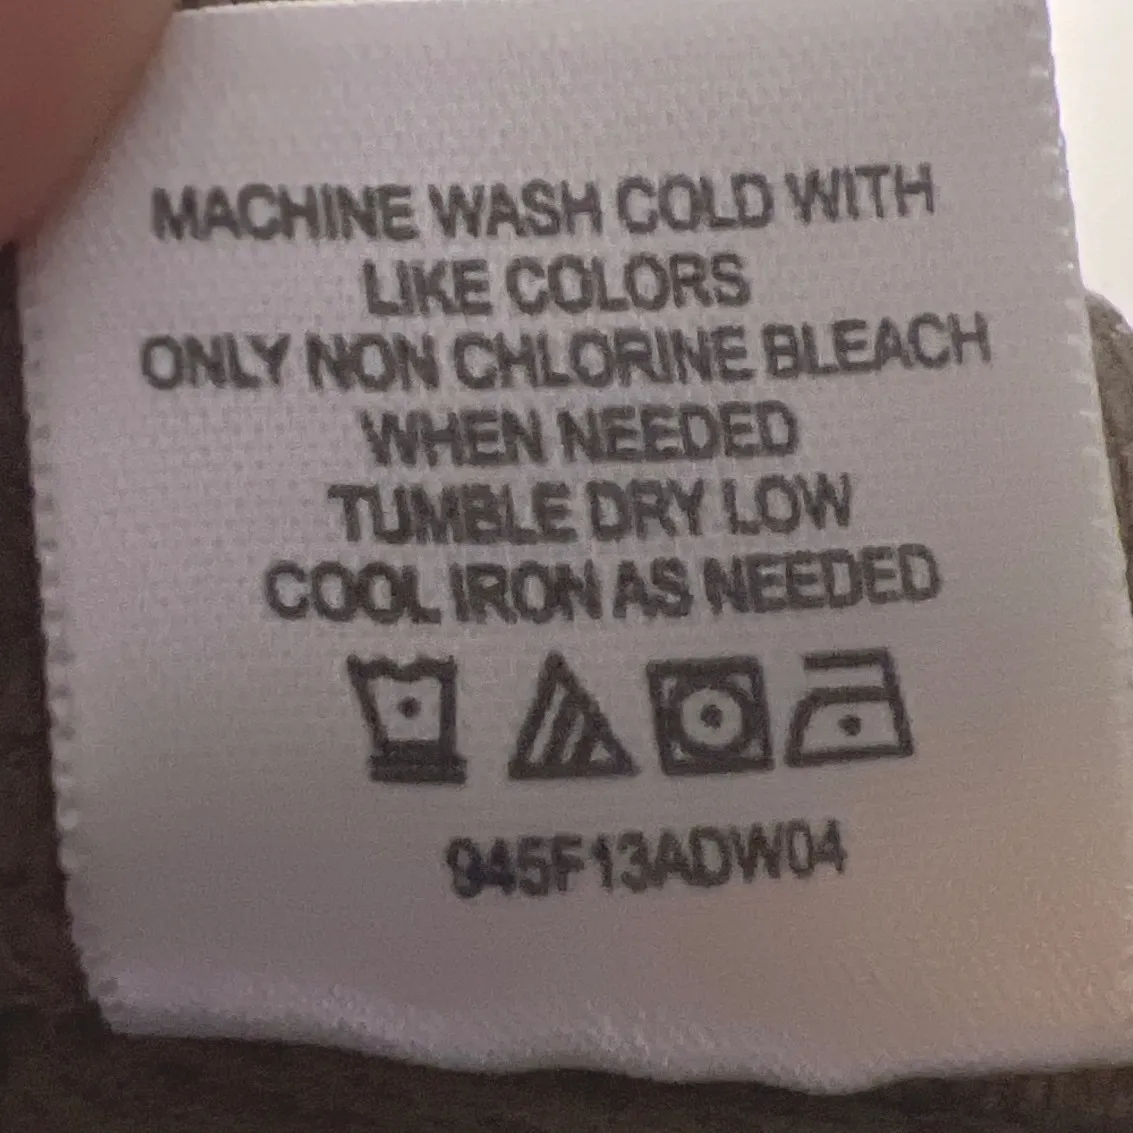 MACHINE WASH COLD WITH
LIKE COLORS
ONLY NON CHLORINE BLEACH
WHEN NEEDED
TUMBLE DRY LOW
COOL IRON AS NEEDED
945F13ADW04